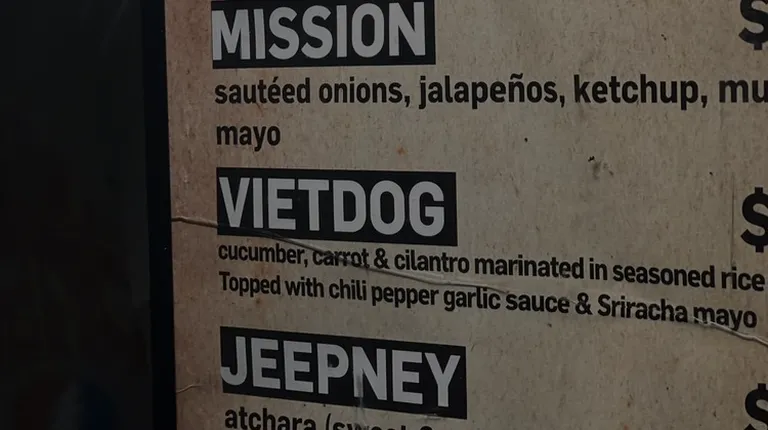 MISSION $
sautéed onions, jalapeños, ketchup,
mayo
VIETDOG $
cucumber, carrot & cilantro marinated in seasoned rice
Topped with chili pepper garlic sauce & Sriracha mayo
JEEPNEY $
atchara